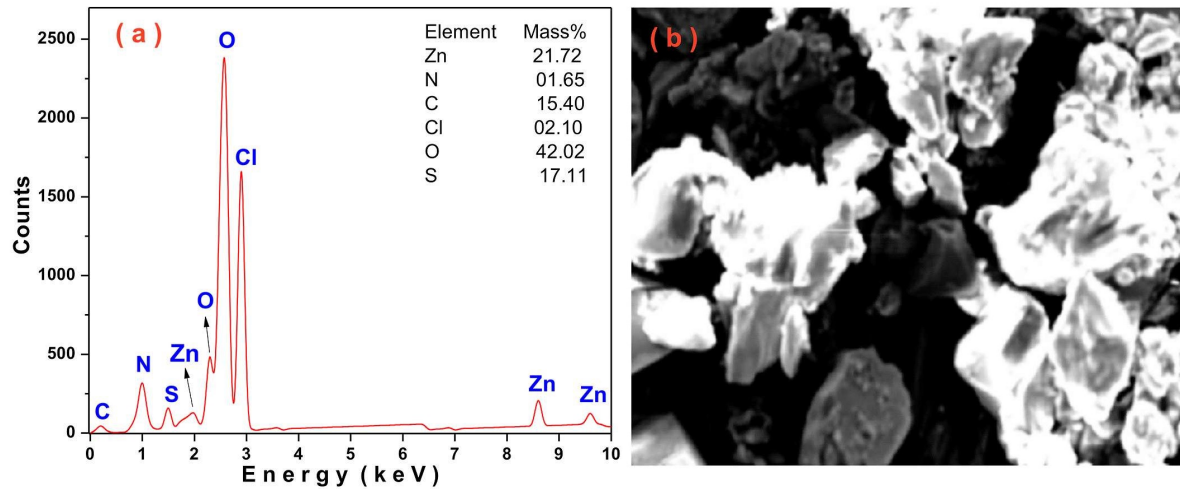 ( a )
Element Mass%
Zn 21.72
N 01.65
C 15.40
Cl 02.10
O 42.02
S 17.11
O
Cl
O
Zn
N
S
C
Zn
Zn
2500
2000
1500
1000
500
0
Counts
0 1 2 3 4 5 6 7 8 9 10
Energy (keV)
( b )